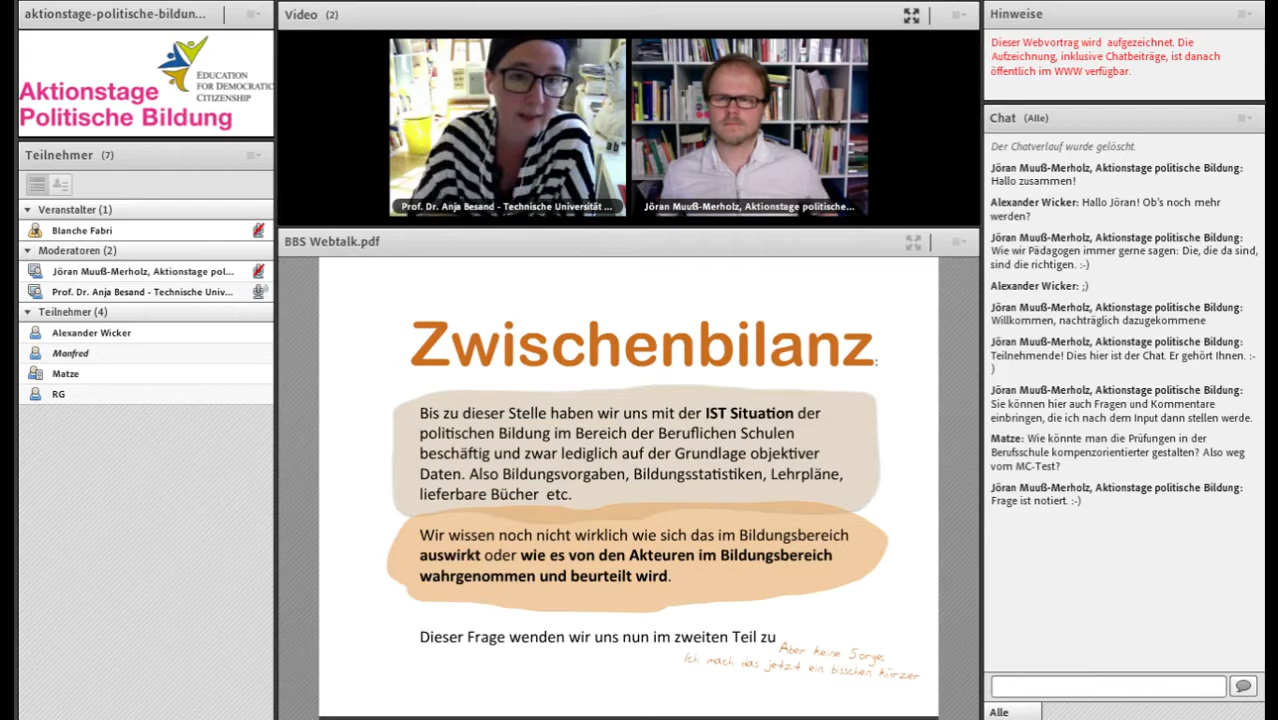 aktionstage-politische-bildun...
EDUCATION
FOR DEMOCRATIC
CITIZENSHIP
Aktionstage
Politische Bildung
Teilnehmer (7)
Veranstalter (1)
Blanche Fabri
Moderatoren (2)
Jöran Muuß-Merholz, Aktionstage pol...
Prof. Dr. Anja Besand - Technische Univ...
Teilnehmer (4)
Alexander Wicker
Manfred
Matze
RG
Video (2)
Prof. Dr. Anja Besand - Technische Universität ...
Jöran Muuß-Merholz, Aktionstage politische...
BBS Webtalk.pdf
Zwischenbilanz:
Bis zu dieser Stelle haben wir uns mit der IST Situation der
politischen Bildung im Bereich der Beruflichen Schulen
beschäftig und zwar lediglich auf der Grundlage objektiver
Daten. Also Bildungsvorgaben, Bildungsstatistiken, Lehrpläne,
lieferbare Bücher etc.
Wir wissen noch nicht wirklich wie sich das im Bildungsbereich
auswirkt oder wie es von den Akteuren im Bildungsbereich
wahrgenommen und beurteilt wird.
Dieser Frage wenden wir uns nun im zweiten Teil zu
Aber keine Sorge:
Ich mach das jetzt ein bisschen kürzer
Hinweise
Dieser Webvortrag wird aufgezeichnet. Die
Aufzeichnung, inklusive Chatbeiträge, ist danach
öffentlich im WWW verfügbar.
Chat (Alle)
Der Chatverlauf wurde gelöscht.
Jöran Muuß-Merholz, Aktionstage politische Bildung:
Hallo zusammen!
Alexander Wicker: Hallo Jöran! Ob's noch mehr
werden?
Jöran Muuß-Merholz, Aktionstage politische Bildung:
Wie wir Pädagogen immer gerne sagen: Die, die da sind,
sind die richtigen. :-)
Alexander Wicker: ;)
Jöran Muuß-Merholz, Aktionstage politische Bildung:
Willkommen, nachträglich dazugekommene
Jöran Muuß-Merholz, Aktionstage politische Bildung:
Teilnehmende! Dies hier ist der Chat. Er gehört Ihnen. :-
)
Jöran Muuß-Merholz, Aktionstage politische Bildung:
Sie können hier auch Fragen und Kommentare
einbringen, die ich nach dem Input dann stellen werde.
Matze: Wie könnte man die Prüfungen in der
Berufsschule kompenzorientierter gestalten? Also weg
vom MC-Test?
Jöran Muuß-Merholz, Aktionstage politische Bildung:
Frage ist notiert. :-)
Alle